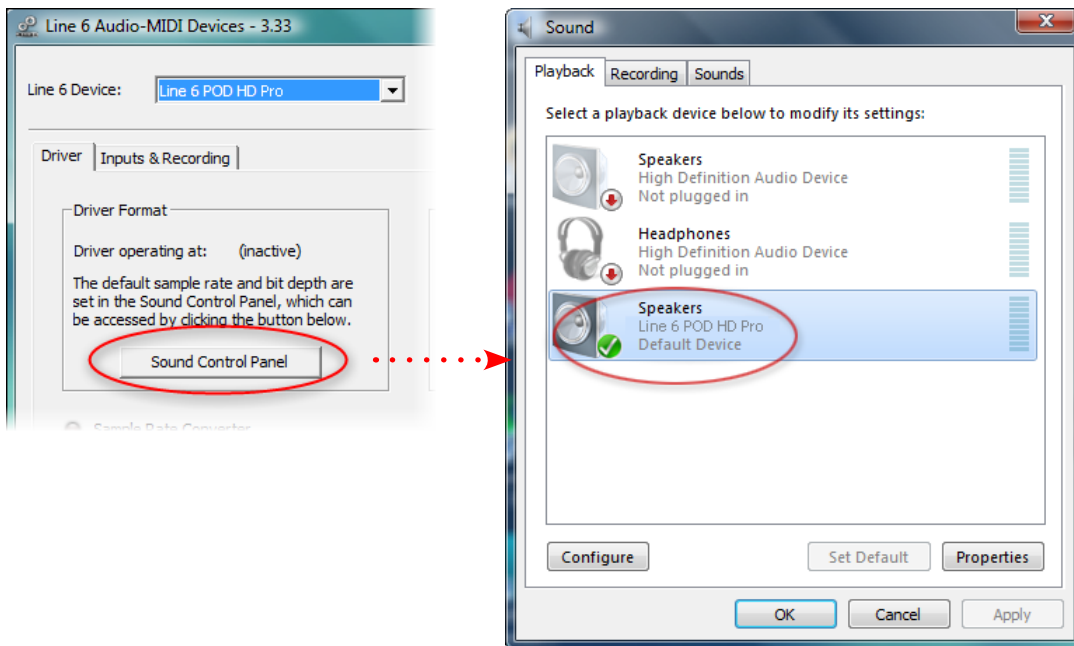 Line 6 Audio-MIDI Devices - 3.33
Line 6 Device:
Line 6 POD HD Pro
Driver
Inputs & Recording
Driver Format
Driver operating at:
(inactive)
The default sample rate and bit depth are
set in the Sound Control Panel, which can
be accessed by clicking the button below.
Sound Control Panel
Sample Rate Converter
Sound
Playback
Recording
Sounds
Select a playback device below to modify its settings:
Speakers
High Definition Audio Device
Not plugged in
Headphones
High Definition Audio Device
Not plugged in
Speakers
Line 6 POD HD Pro
Default Device
Configure
Set Default
Properties
OK
Cancel
Apply